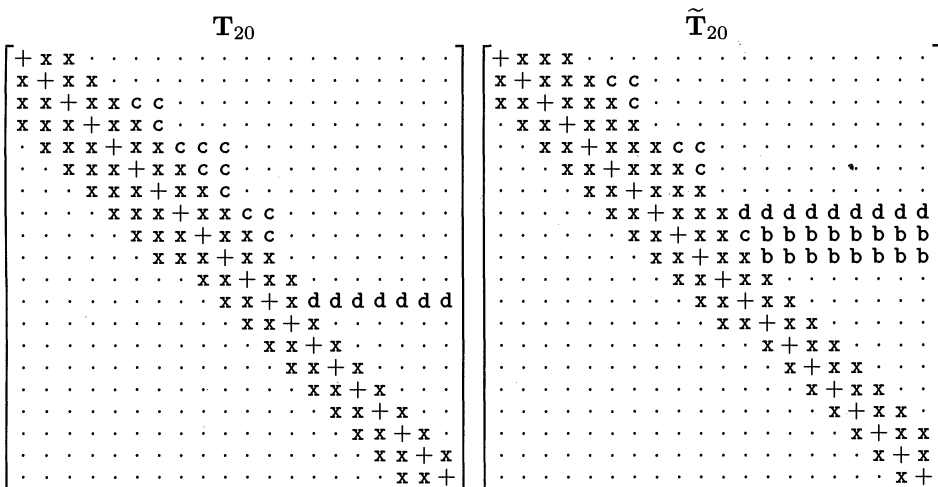 T₂₀ T̃₂₀
+ x x . . . . . . . . . . . . . . . . . + x x x . . . . . . . . . . . . . . . .
x + x x . . . . . . . . . . . . . . . . x + x x x c c . . . . . . . . . . . . .
x x + x x c c . . . . . . . . . . . . . x x + x x x c . . . . . . . . . . . . .
x x x + x x c . . . . . . . . . . . . . . x x + x x x . . . . . . . . . . . . .
. x x x + x x c c c . . . . . . . . . . . . x x + x x x c c . . . . . . . . . .
. . x x x + x x c c . . . . . . . . . . . . . x x + x x x c . . . . . . . . . .
. . . x x x + x x c . . . . . . . . . . . . . . x x + x x x . . . . . . . . . .
. . . . x x x + x x c c . . . . . . . . . . . . . x x + x x x d d d d d d d d d
. . . . . x x x + x x c . . . . . . . . . . . . . . x x + x x c b b b b b b b b
. . . . . . x x x + x x . . . . . . . . . . . . . . . x x + x x b b b b b b b b
. . . . . . . . x x + x x . . . . . . . . . . . . . . . x x + x x . . . . . . .
. . . . . . . . . x x + x d d d d d d d . . . . . . . . . x x + x x . . . . . .
. . . . . . . . . . x x + x . . . . . . . . . . . . . . . . x x + x x . . . . .
. . . . . . . . . . . x x + x . . . . . . . . . . . . . . . . . x + x x . . . .
. . . . . . . . . . . . x x + x . . . . . . . . . . . . . . . . . x + x x . . .
. . . . . . . . . . . . . x x + x . . . . . . . . . . . . . . . . . x + x x . .
. . . . . . . . . . . . . . x x + x . . . . . . . . . . . . . . . . . x + x x .
. . . . . . . . . . . . . . . x x + x . . . . . . . . . . . . . . . . . x + x x
. . . . . . . . . . . . . . . . x x + x . . . . . . . . . . . . . . . . . x + x
. . . . . . . . . . . . . . . . . x x + . . . . . . . . . . . . . . . . . . x +